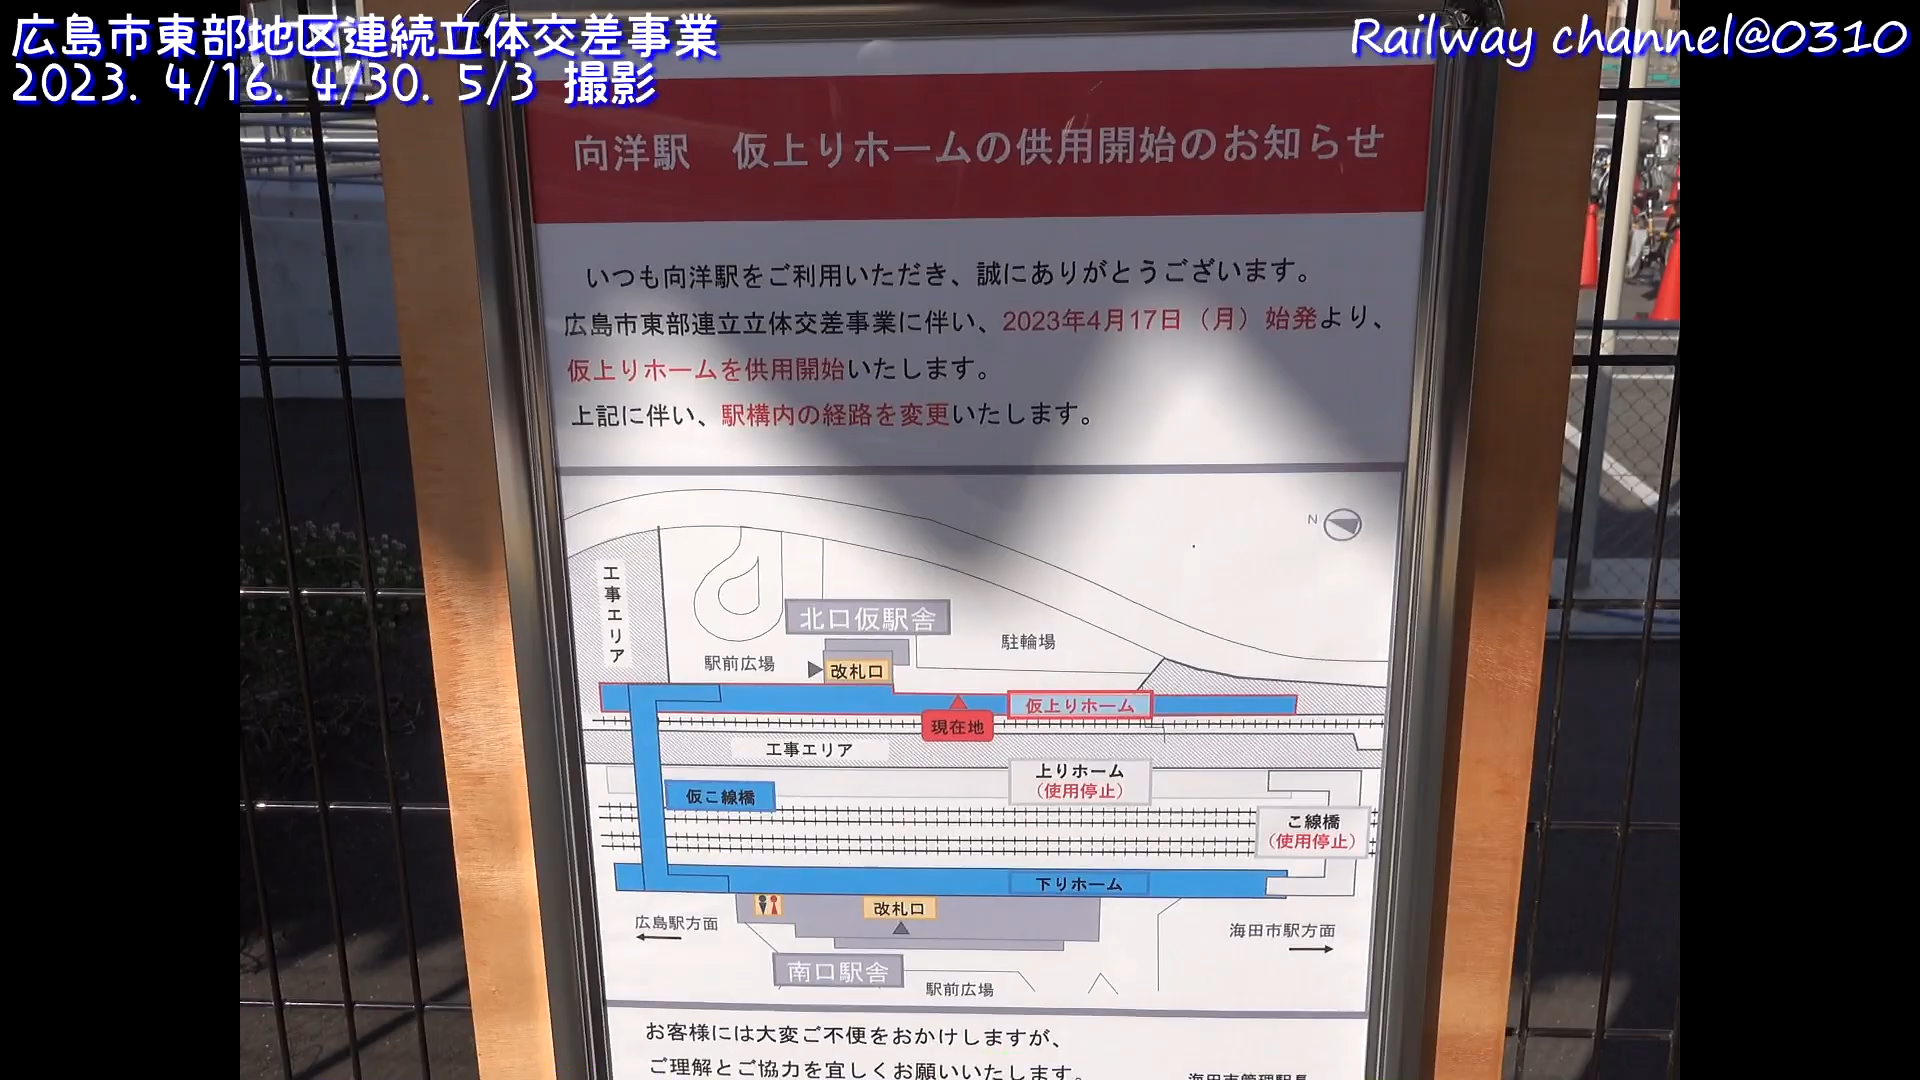 広島市東部地区連続立体交差事業
2023. 4/16. 4/30. 5/3 撮影
Railway channel@0310
向洋駅 仮上りホームの供用開始のお知らせ
いつも向洋駅をご利用いただき、誠にありがとうございます。
広島市東部連立立体交差事業に伴い、2023年4月17日（月）始発より、
仮上りホームを供用開始いたします。
上記に伴い、駅構内の経路を変更いたします。
N
工事エリア
北口仮駅舎
駐輪場
駅前広場
改札口
仮上りホーム
現在地
工事エリア
上りホーム
（使用停止）
仮こ線橋
こ線橋
（使用停止）
下りホーム
改札口
広島駅方面
海田市駅方面
南口駅舎
駅前広場
お客様には大変ご不便をおかけしますが、
ご理解とご協力を宜しくお願いいたします。
海田市管理駅長